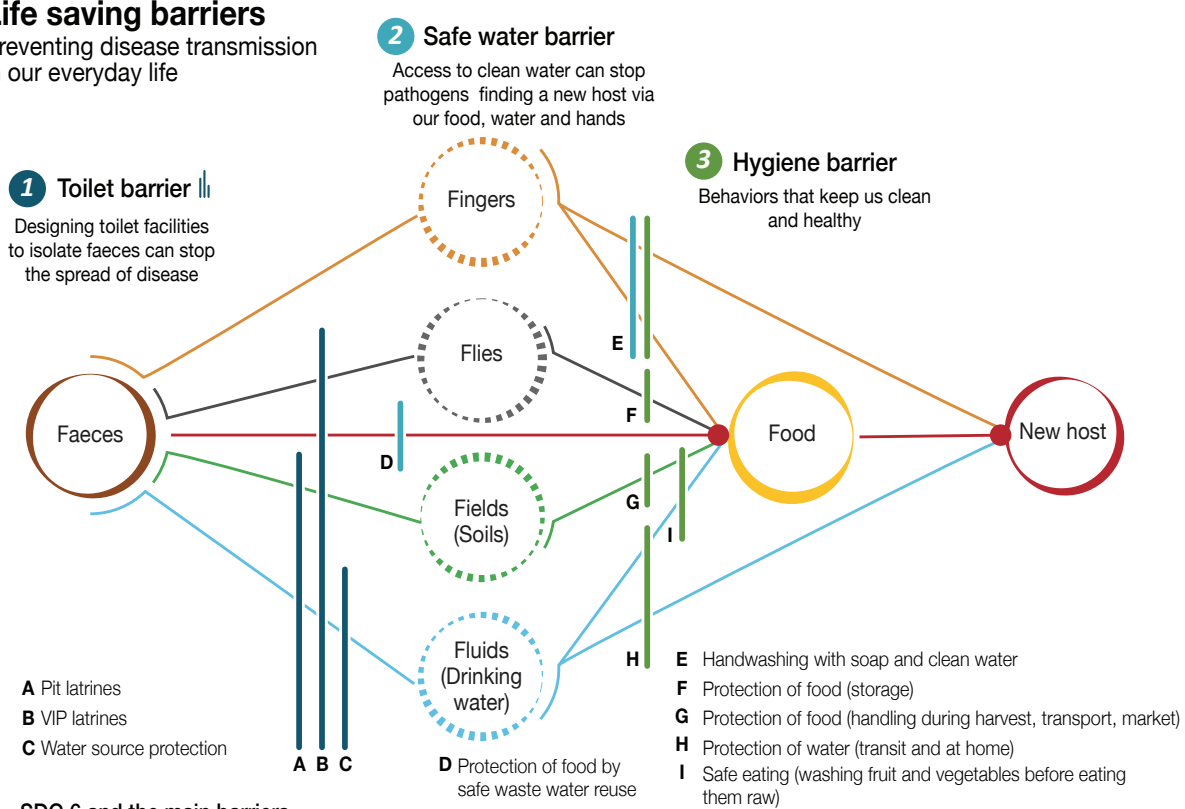 ife saving barriers
reventing disease transmission
our everyday life
2 Safe water barrier
Access to clean water can stop
pathogens finding a new host via
our food, water and hands
1 Toilet barrier
Designing toilet facilities
to isolate faeces can stop
the spread of disease
3 Hygiene barrier
Behaviors that keep us clean
and healthy
Fingers
Flies
Faeces
Fields
(Soils)
Fluids
(Drinking
water)
Food
New host
E
F
D
G
I
H
A B C
A Pit latrines
B VIP latrines
C Water source protection
D Protection of food by
safe waste water reuse
E Handwashing with soap and clean water
F Protection of food (storage)
G Protection of food (handling during harvest, transport, market)
H Protection of water (transit and at home)
I Safe eating (washing fruit and vegetables before eating
them raw)
SDG 6 and the main barriers